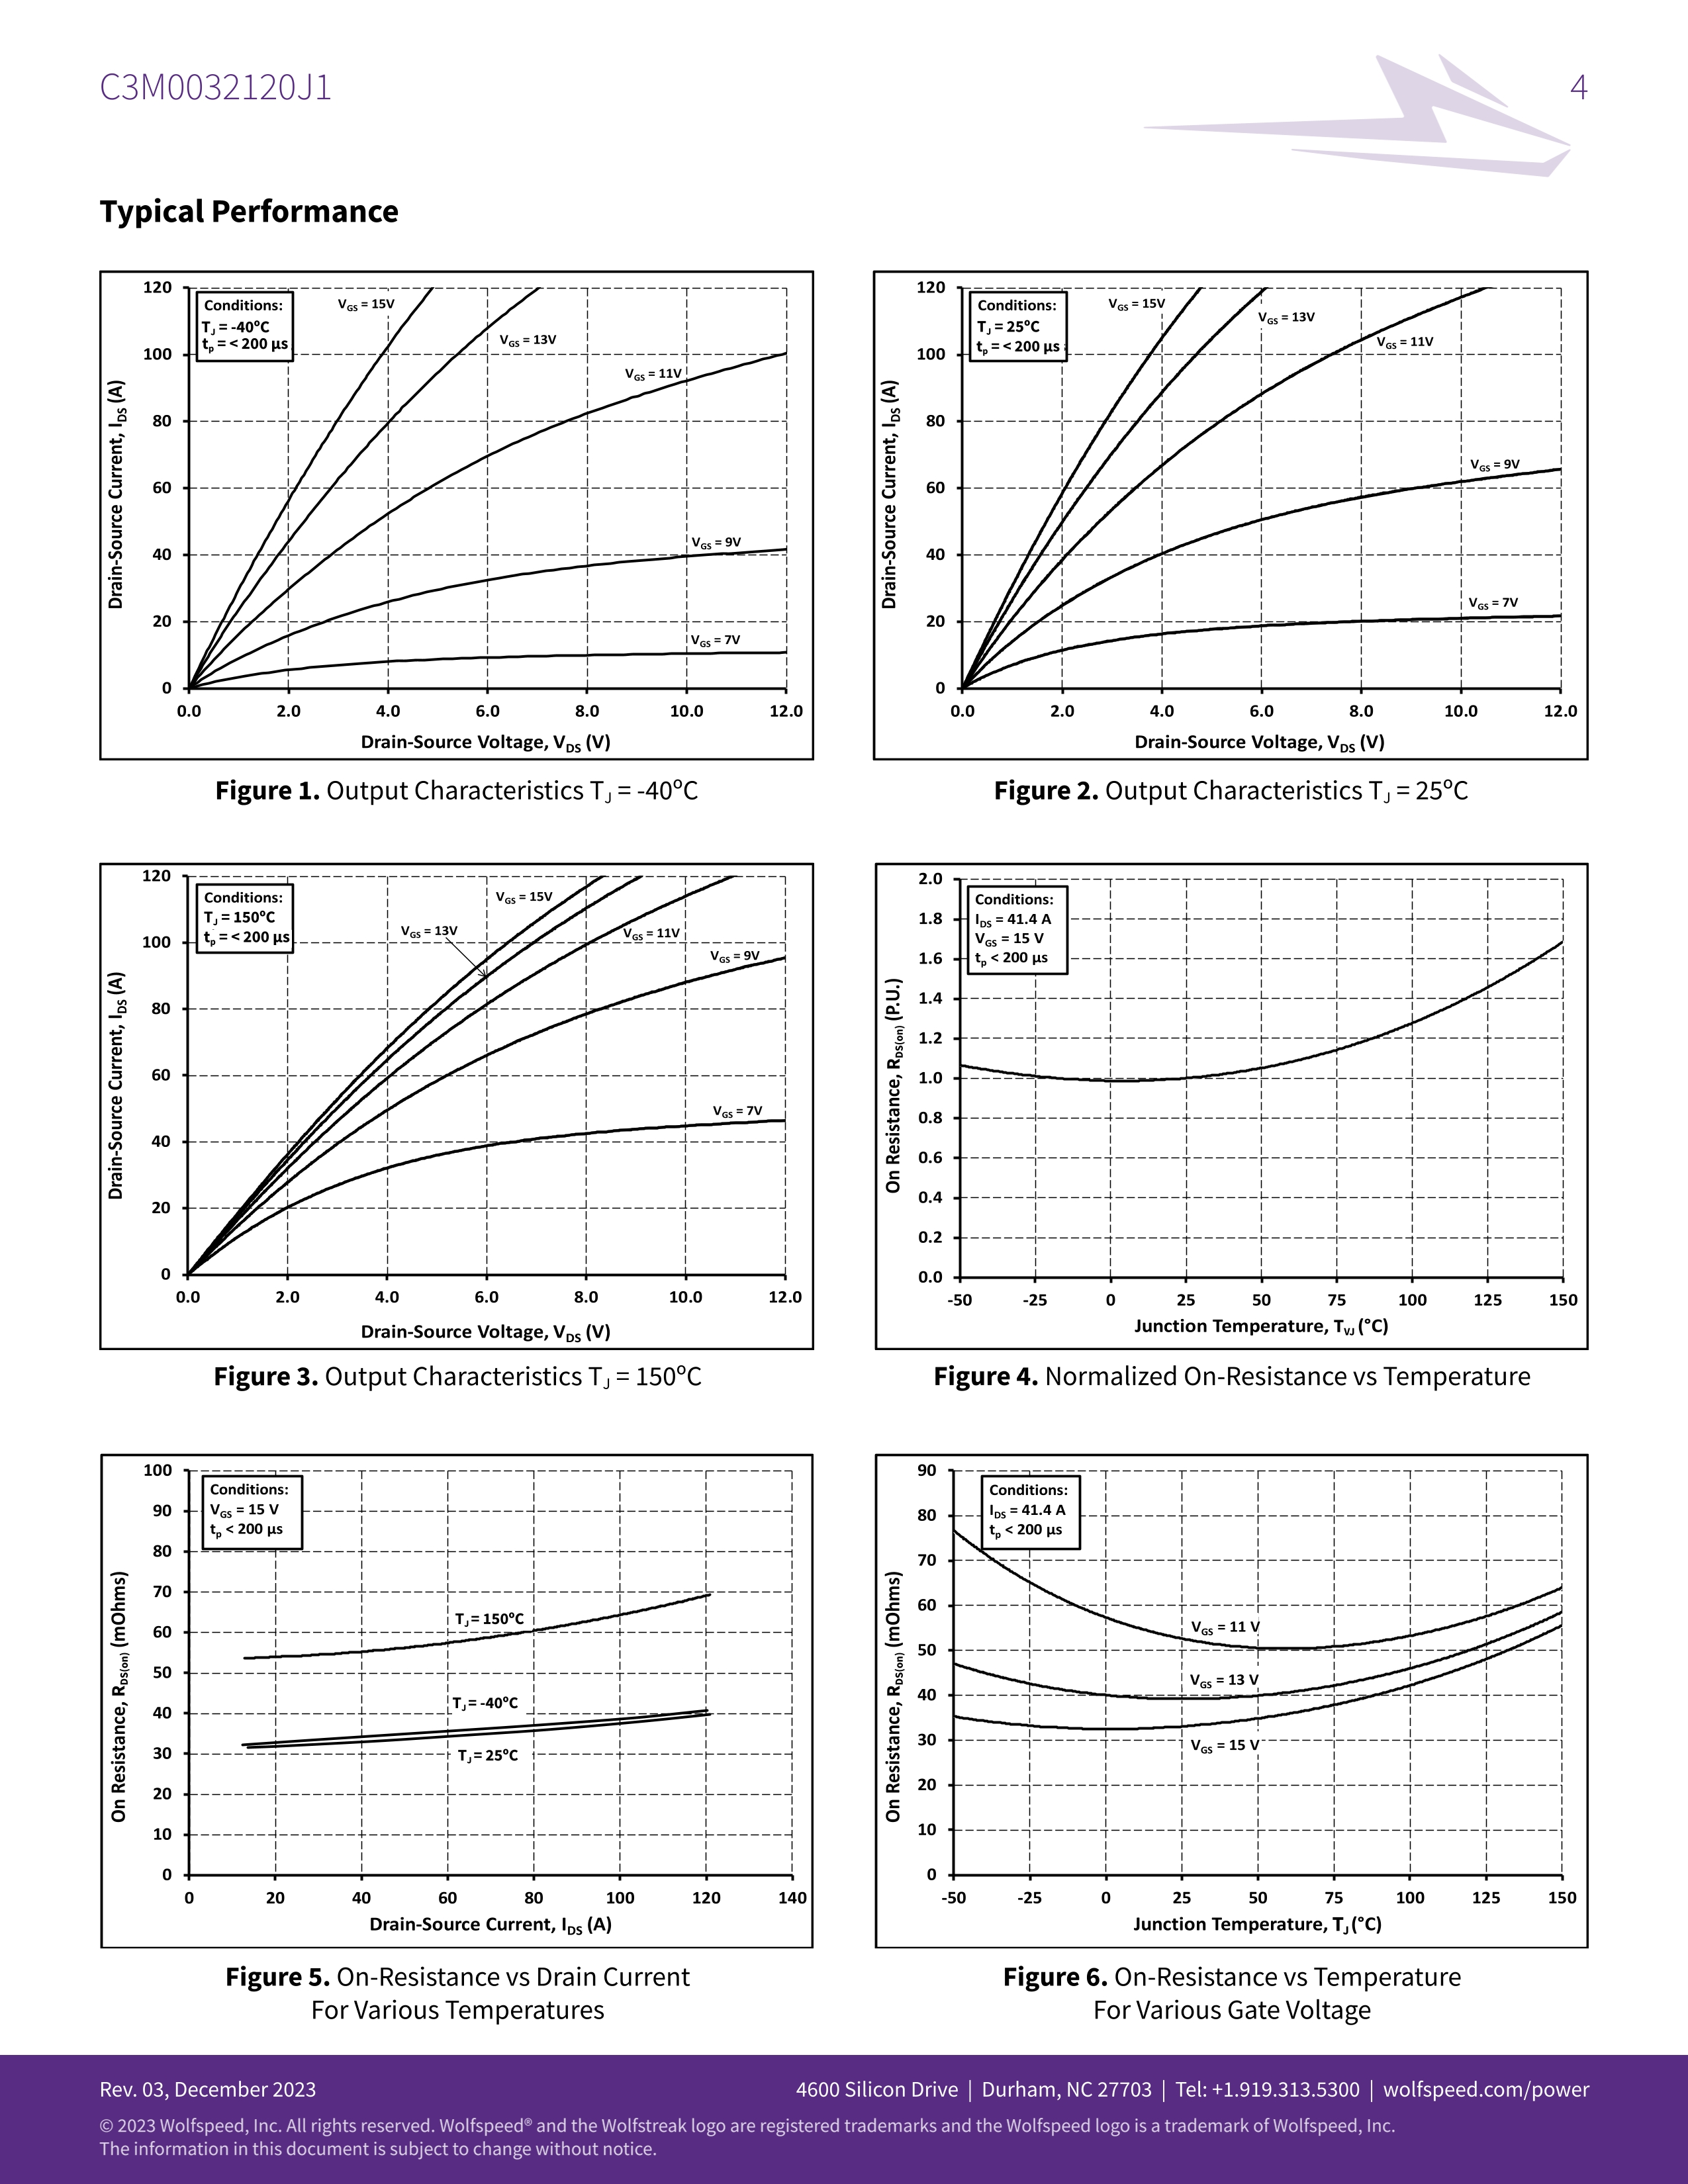 C3M0032120J1
4
Typical Performance
120
100
80
60
40
20
0
0.0 2.0 4.0 6.0 8.0 10.0 12.0
Drain-Source Current, IDS (A)
Drain-Source Voltage, VDS (V)
Conditions:
TJ = -40°C
tp = < 200 µs
VGS = 15V
VGS = 13V
VGS = 11V
VGS = 9V
VGS = 7V
Figure 1. Output Characteristics TJ = -40°C
120
100
80
60
40
20
0
0.0 2.0 4.0 6.0 8.0 10.0 12.0
Drain-Source Current, IDS (A)
Drain-Source Voltage, VDS (V)
Conditions:
TJ = 25°C
tp = < 200 µs
VGS = 15V
VGS = 13V
VGS = 11V
VGS = 9V
VGS = 7V
Figure 2. Output Characteristics TJ = 25°C
120
100
80
60
40
20
0
0.0 2.0 4.0 6.0 8.0 10.0 12.0
Drain-Source Current, IDS (A)
Drain-Source Voltage, VDS (V)
Conditions:
TJ = 150°C
tp = < 200 µs
VGS = 15V
VGS = 13V
VGS = 11V
VGS = 9V
VGS = 7V
Figure 3. Output Characteristics TJ = 150°C
2.0
1.8
1.6
1.4
1.2
1.0
0.8
0.6
0.4
0.2
0.0
-50 -25 0 25 50 75 100 125 150
On Resistance, RDS(on) (P.U.)
Junction Temperature, TVJ (°C)
Conditions:
IDS = 41.4 A
VGS = 15 V
tp < 200 µs
Figure 4. Normalized On-Resistance vs Temperature
100
90
80
70
60
50
40
30
20
10
0
0 20 40 60 80 100 120 140
On Resistance, RDS(on) (mOhms)
Drain-Source Current, IDS (A)
Conditions:
VGS = 15 V
tp < 200 µs
TJ = 150°C
TJ = -40°C
TJ = 25°C
Figure 5. On-Resistance vs Drain Current
For Various Temperatures
90
80
70
60
50
40
30
20
10
0
-50 -25 0 25 50 75 100 125 150
On Resistance, RDS(on) (mOhms)
Junction Temperature, TJ (°C)
Conditions:
IDS = 41.4 A
tp < 200 µs
VGS = 11 V
VGS = 13 V
VGS = 15 V
Figure 6. On-Resistance vs Temperature
For Various Gate Voltage
Rev. 03, December 2023
4600 Silicon Drive | Durham, NC 27703 | Tel: +1.919.313.5300 | wolfspeed.com/power
© 2023 Wolfspeed, Inc. All rights reserved. Wolfspeed® and the Wolfstreak logo are registered trademarks and the Wolfspeed logo is a trademark of Wolfspeed, Inc.
The information in this document is subject to change without notice.